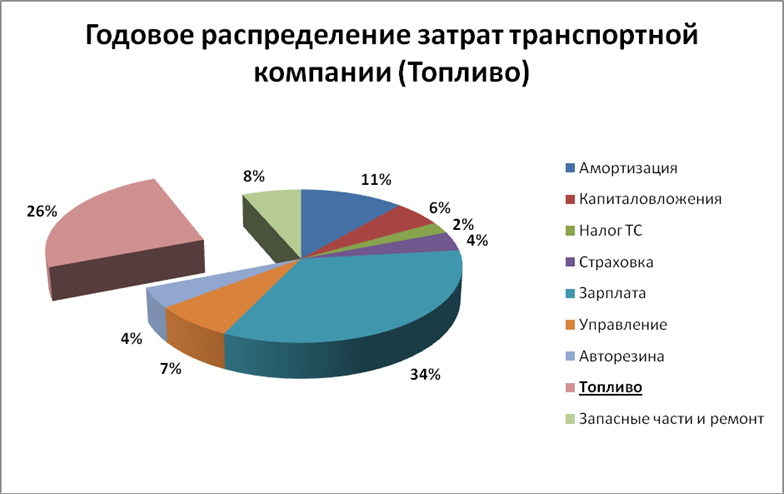 Годовое распределение затрат транспортной
компании (Топливо)
11%
6%
2%
4%
34%
7%
4%
26%
8%
Амортизация
Капиталовложения
Налог ТС
Страховка
Зарплата
Управление
Авторезина
Топливо
Запасные части и ремонт